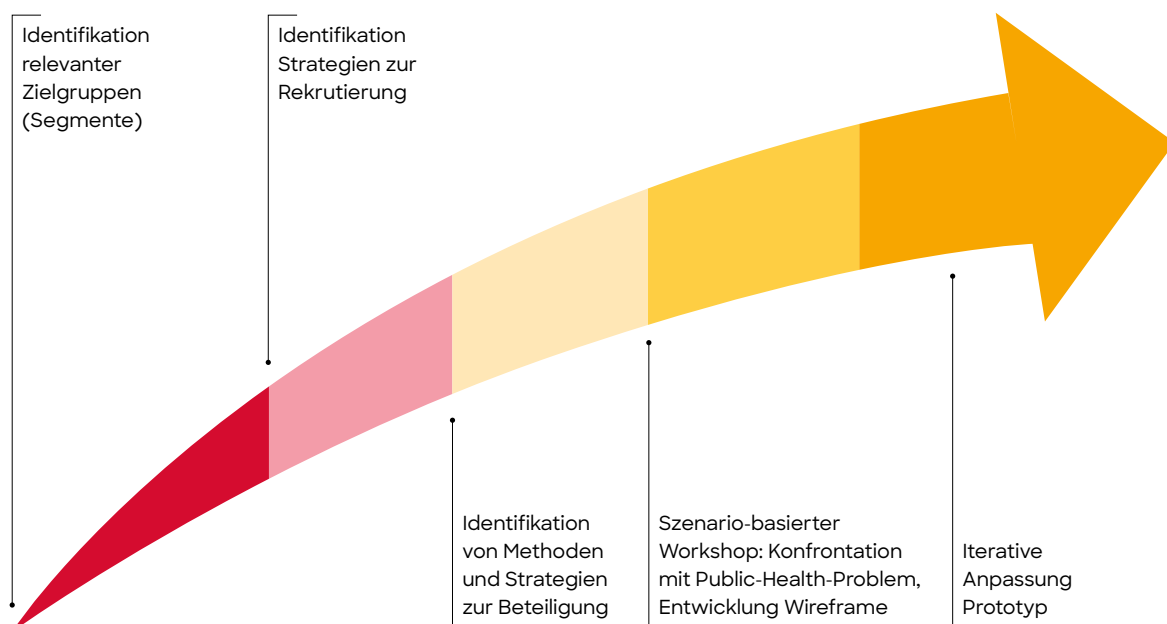 Identifikation
relevanter
Zielgruppen
(Segmente)
Identifikation
Strategien zur
Rekrutierung
Identifikation
von Methoden
und Strategien
zur Beteiligung
Szenario-basierter
Workshop: Konfrontation
mit Public-Health-Problem,
Entwicklung Wireframe
Iterative
Anpassung
Prototyp